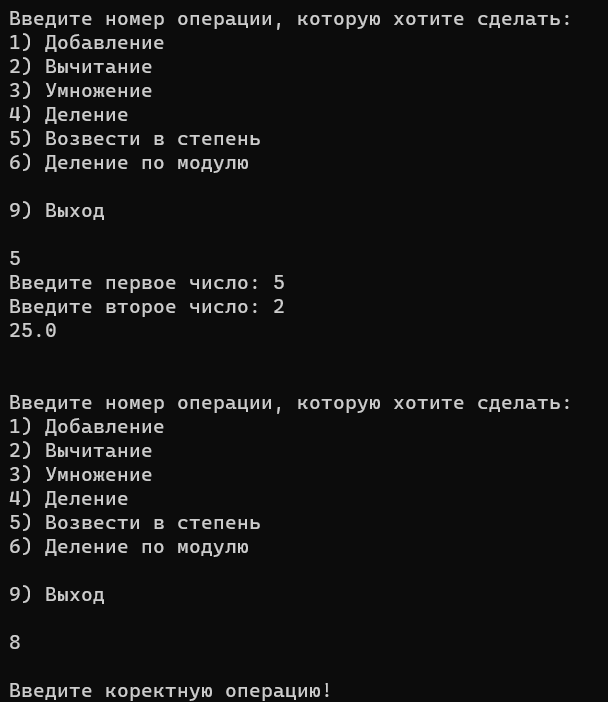 Введите номер операции, которую хотите сделать:
1) Добавление
2) Вычитание
3) Умножение
4) Деление
5) Возвести в степень
6) Деление по модулю
9) Выход
5
Введите первое число: 5
Введите второе число: 2
25.0
Введите номер операции, которую хотите сделать:
1) Добавление
2) Вычитание
3) Умножение
4) Деление
5) Возвести в степень
6) Деление по модулю
9) Выход
8
Введите коректную операцию!